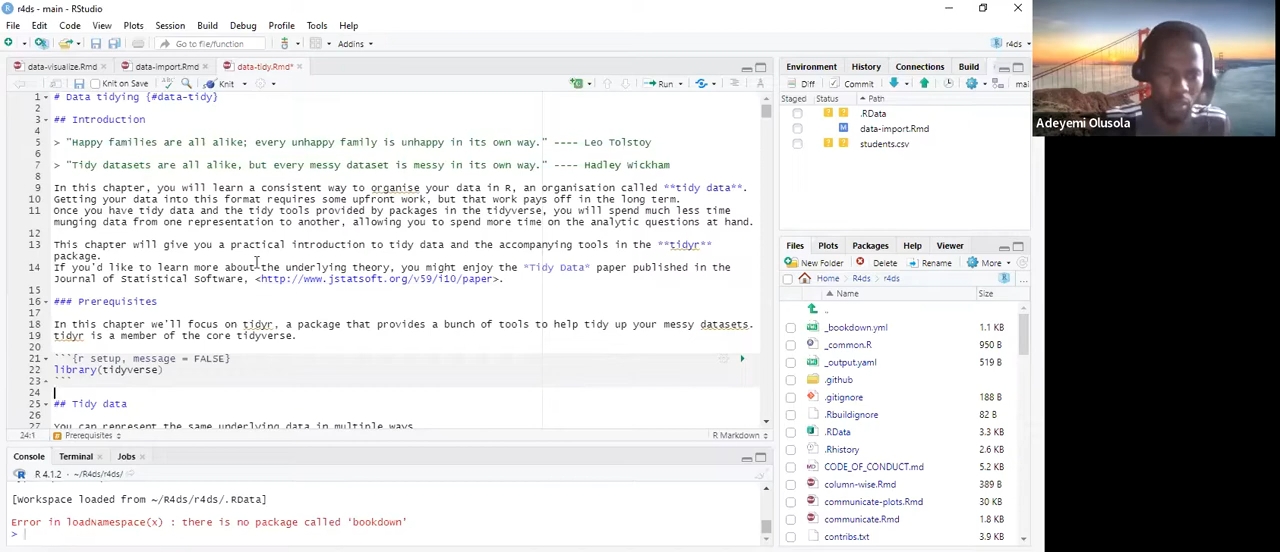 r4ds - main - RStudio
File Edit Code View Plots Session Build Debug Profile Tools Help
Go to file/function Addins r4ds
data-visualize.Rmd data-import.Rmd data-tidy.Rmd*
Knit on Save Knit Run
1 # Data tidying {#data-tidy}
2
3 ## Introduction
4
5 > "Happy families are all alike; every unhappy family is unhappy in its own way." ---- Leo Tolstoy
6
7 > "Tidy datasets are all alike, but every messy dataset is messy in its own way." ---- Hadley Wickham
8
9 In this chapter, you will learn a consistent way to organise your data in R, an organisation called **tidy data**.
10 Getting your data into this format requires some upfront work, but that work pays off in the long term.
11 Once you have tidy data and the tidy tools provided by packages in the tidyverse, you will spend much less time
munging data from one representation to another, allowing you to spend more time on the analytic questions at hand.
12
13 This chapter will give you a practical introduction to tidy data and the accompanying tools in the **tidyr**
package.
14 If you'd like to learn more about the underlying theory, you might enjoy the *Tidy Data* paper published in the
Journal of Statistical Software, <http://www.jstatsoft.org/v59/i10/paper>.
15
16 ### Prerequisites
17
18 In this chapter we'll focus on tidyr, a package that provides a bunch of tools to help tidy up your messy datasets.
19 tidyr is a member of the core tidyverse.
20
21 ```{r setup, message = FALSE}
22 library(tidyverse)
23 ```
24
25 ## Tidy data
26
27 You can represent the same underlying data in multiple ways.
24:1 Prerequisites R Markdown
Console Terminal Jobs
R 4.1.2 · ~/R4ds/r4ds/
[Workspace loaded from ~/R4ds/r4ds/.RData]
Error in loadNamespace(x) : there is no package called ‘bookdown’
>
Environment History Connections Build
Diff Commit mai
Staged Status Path
.RData
M data-import.Rmd
students.csv
Files Plots Packages Help Viewer
New Folder Delete Rename More
Home R4ds r4ds
Name Size
..
_bookdown.yml 1.1 KB
_common.R 950 B
_output.yaml 519 B
.github
.gitignore 188 B
.Rbuildignore 82 B
.RData 3.3 KB
.Rhistory 2.6 KB
CODE_OF_CONDUCT.md 5.2 KB
column-wise.Rmd 389 B
communicate-plots.Rmd 30 KB
communicate.Rmd 1.8 KB
contribs.txt 3.9 KB
Adeyemi Olusola